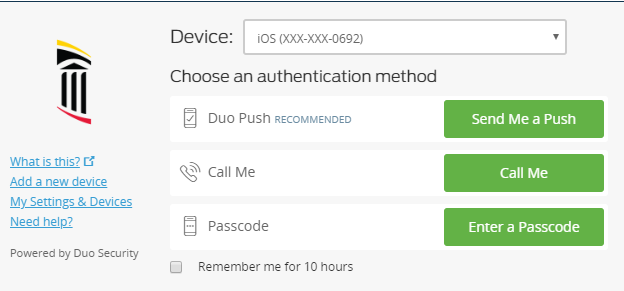 Device: iOS (XXX-XXX-0692)
Choose an authentication method
Duo Push RECOMMENDED Send Me a Push
Call Me Call Me
Passcode Enter a Passcode
Remember me for 10 hours
What is this?
Add a new device
My Settings & Devices
Need help?
Powered by Duo Security